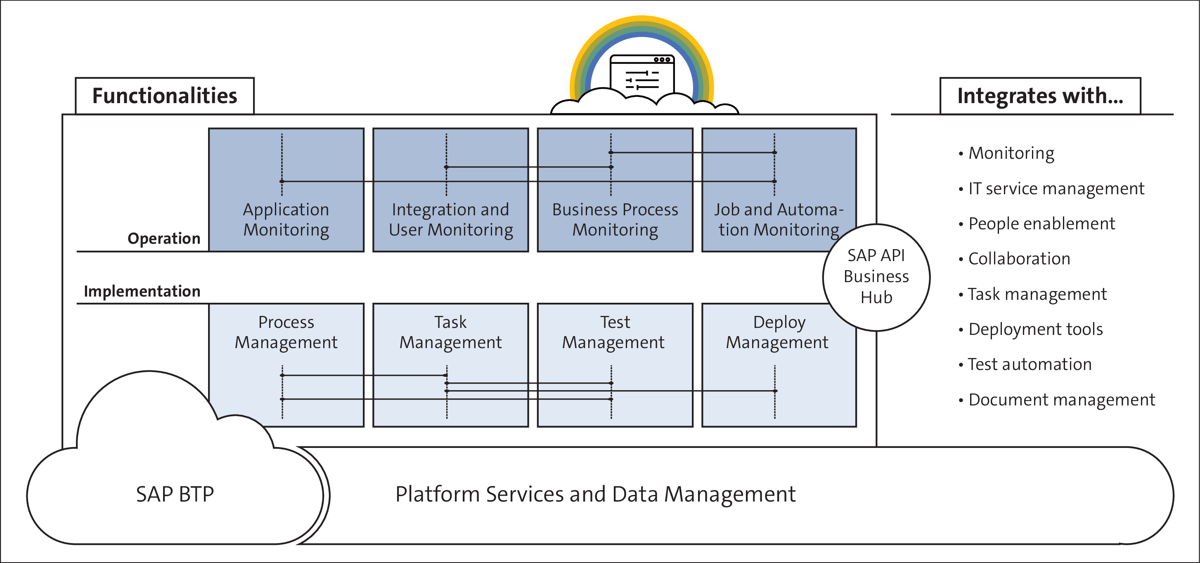 Functionalities
Integrates with...
Application
Monitoring
Integration and
User Monitoring
Business Process
Monitoring
Job and Automa-
tion Monitoring
Operation
Implementation
Process
Management
Task
Management
Test
Management
Deploy
Management
SAP API
Business
Hub
• Monitoring
• IT service management
• People enablement
• Collaboration
• Task management
• Deployment tools
• Test automation
• Document management
SAP BTP
Platform Services and Data Management